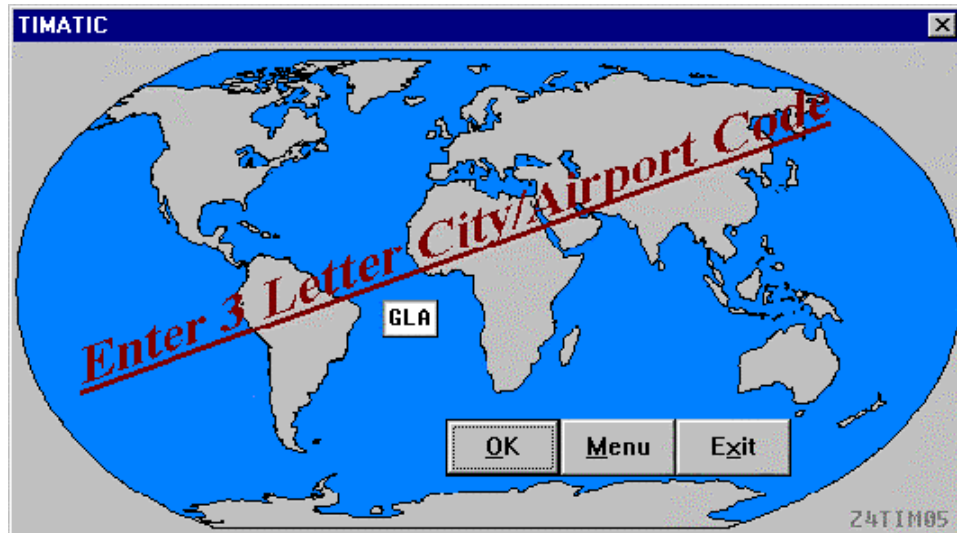 TIMATIC
Enter 3 Letter City/Airport Code
GLA
OK Menu Exit
Z4TIM05